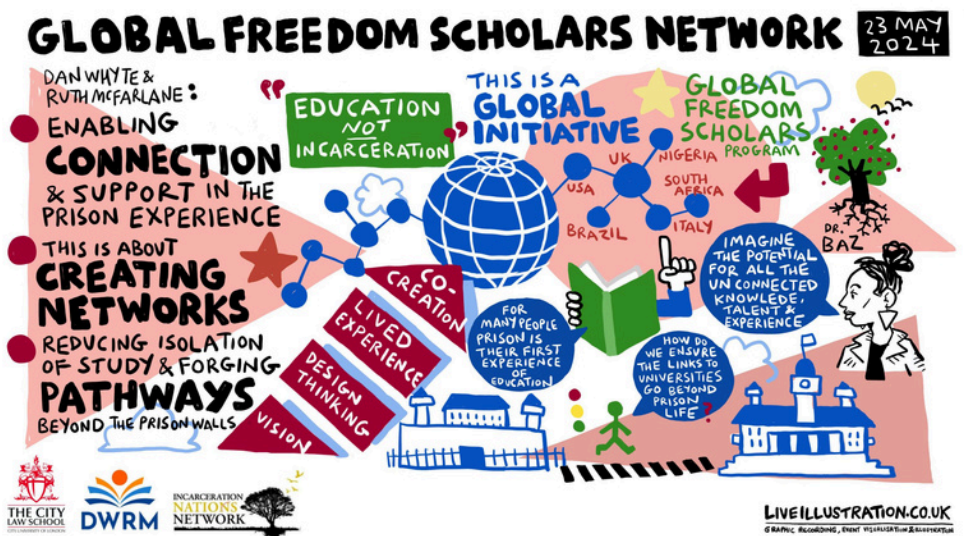 GLOBAL FREEDOM SCHOLARS NETWORK
23 MAY
2024
DAN WHYTE &
RUTH MCFARLANE:
ENABLING
CONNECTION
& SUPPORT IN THE
PRISON EXPERIENCE
THIS IS ABOUT
CREATING
NETWORKS
REDUCING ISOLATION
OF STUDY & FORGING
PATHWAYS
BEYOND THE PRISON WALLS
"EDUCATION
NOT
INCARCERATION"
THIS IS A
GLOBAL
INITIATIVE
GLOBAL
FREEDOM
SCHOLARS
PROGRAM
UK
NIGERIA
USA
SOUTH
AFRICA
BRAZIL
ITALY
DR.
BAZ
CO-
CREATION
LIVED
EXPERIENCE
DESIGN
THINKING
VISION
FOR
MANY PEOPLE
PRISON IS
THEIR FIRST
EXPERIENCE
OF
EDUCATION
IMAGINE
THE POTENTIAL
FOR ALL THE
UNCONNECTED
KNOWLEDE,
TALENT &
EXPERIENCE
HOW DO
WE ENSURE
THE LINKS TO
UNIVERSITIES
GO BEYOND
PRISON
LIFE?
THE CITY
LAW SCHOOL
CITY UNIVERSITY OF LONDON
DWRM
INCARCERATION
NATIONS
NETWORK
LIVEILLUSTRATION.CO.UK
GRAPHIC RECORDING, EVENT VISUALISATION & ILLUSTRATION